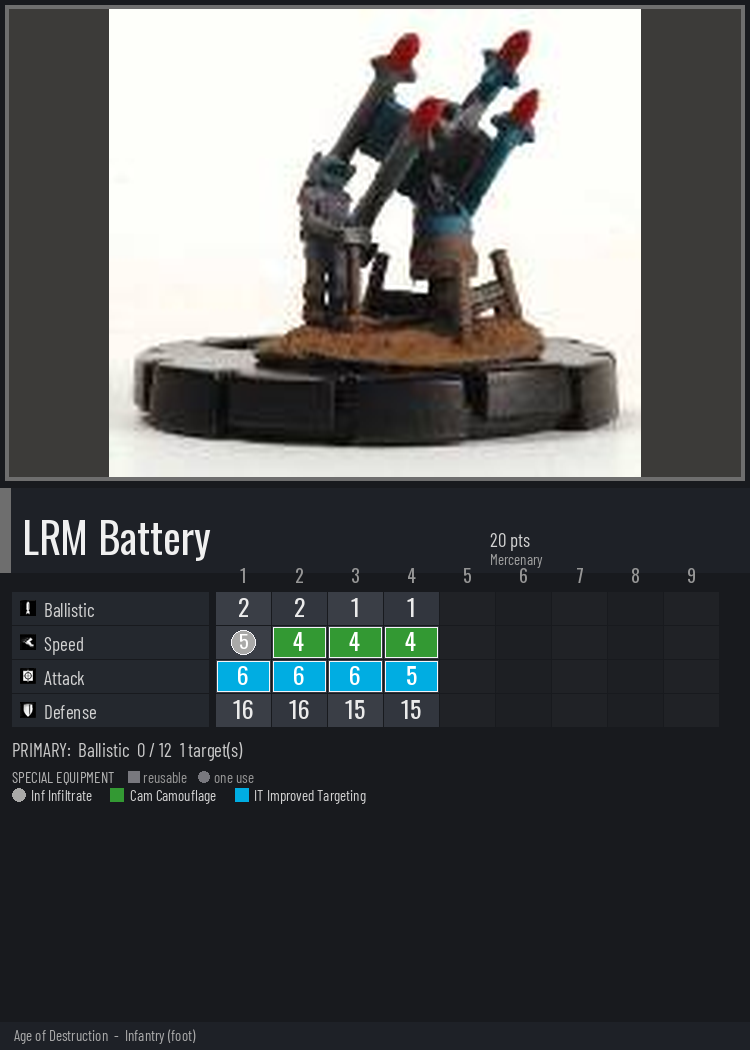 LRM Battery
20 pts
Mercenary
1 2 3 4 5 6 7 8 9
Ballistic 2 2 1 1
Speed 5 4 4 4
Attack 6 6 6 5
Defense 16 16 15 15
PRIMARY: Ballistic 0 / 12 1 target(s)
SPECIAL EQUIPMENT reusable one use
Inf Infiltrate Cam Camouflage IT Improved Targeting
Age of Destruction - Infantry (foot)